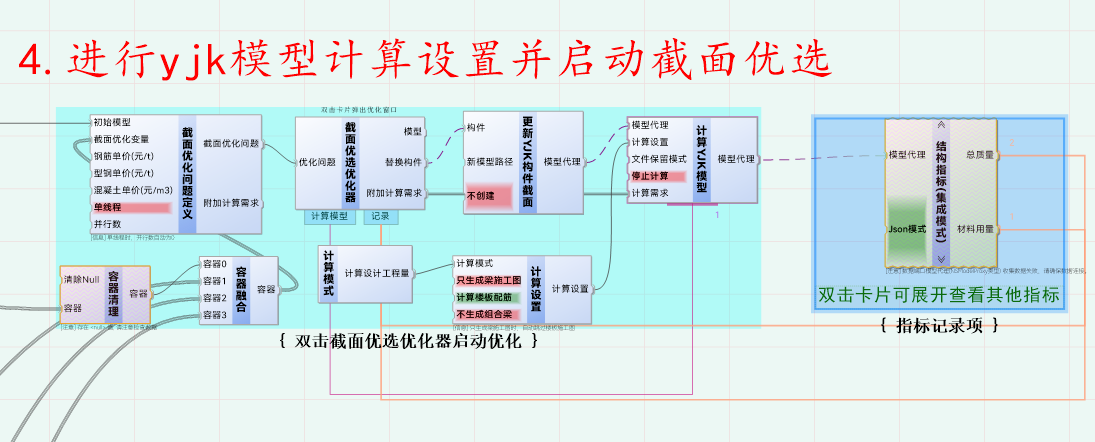 4.进行yjk模型计算设置并启动截面优选
双击卡片弹出优化窗口
初始模型
截面优化变量
钢筋单价(元/t)
型钢单价(元/t)
混凝土单价(元/m3)
单线程
并行数
截面优化问题定义
截面优化问题
附加计算需求
优化问题
截面优选优化器
模型
替换构件
附加计算需求
计算模型
记录
构件
新模型路径
不创建
更新YJK构件截面
模型代理
模型代理
计算设置
文件保留模式
停止计算
计算需求
计算YJK模型
模型代理
1
模型代理
Json模式
结构指标(集成模式)
总质量
材料用量
双击卡片可展开查看其他指标
{ 指标记录项 }
清除Null
容器
容器清理
容器
容器0
容器1
容器2
容器3
容器融合
容器
计算模式
计算设计工程量
计算模式
只生成梁施工图
计算楼板配筋
不生成组合梁
计算设置
计算设置
{ 双击截面优选优化器启动优化 }